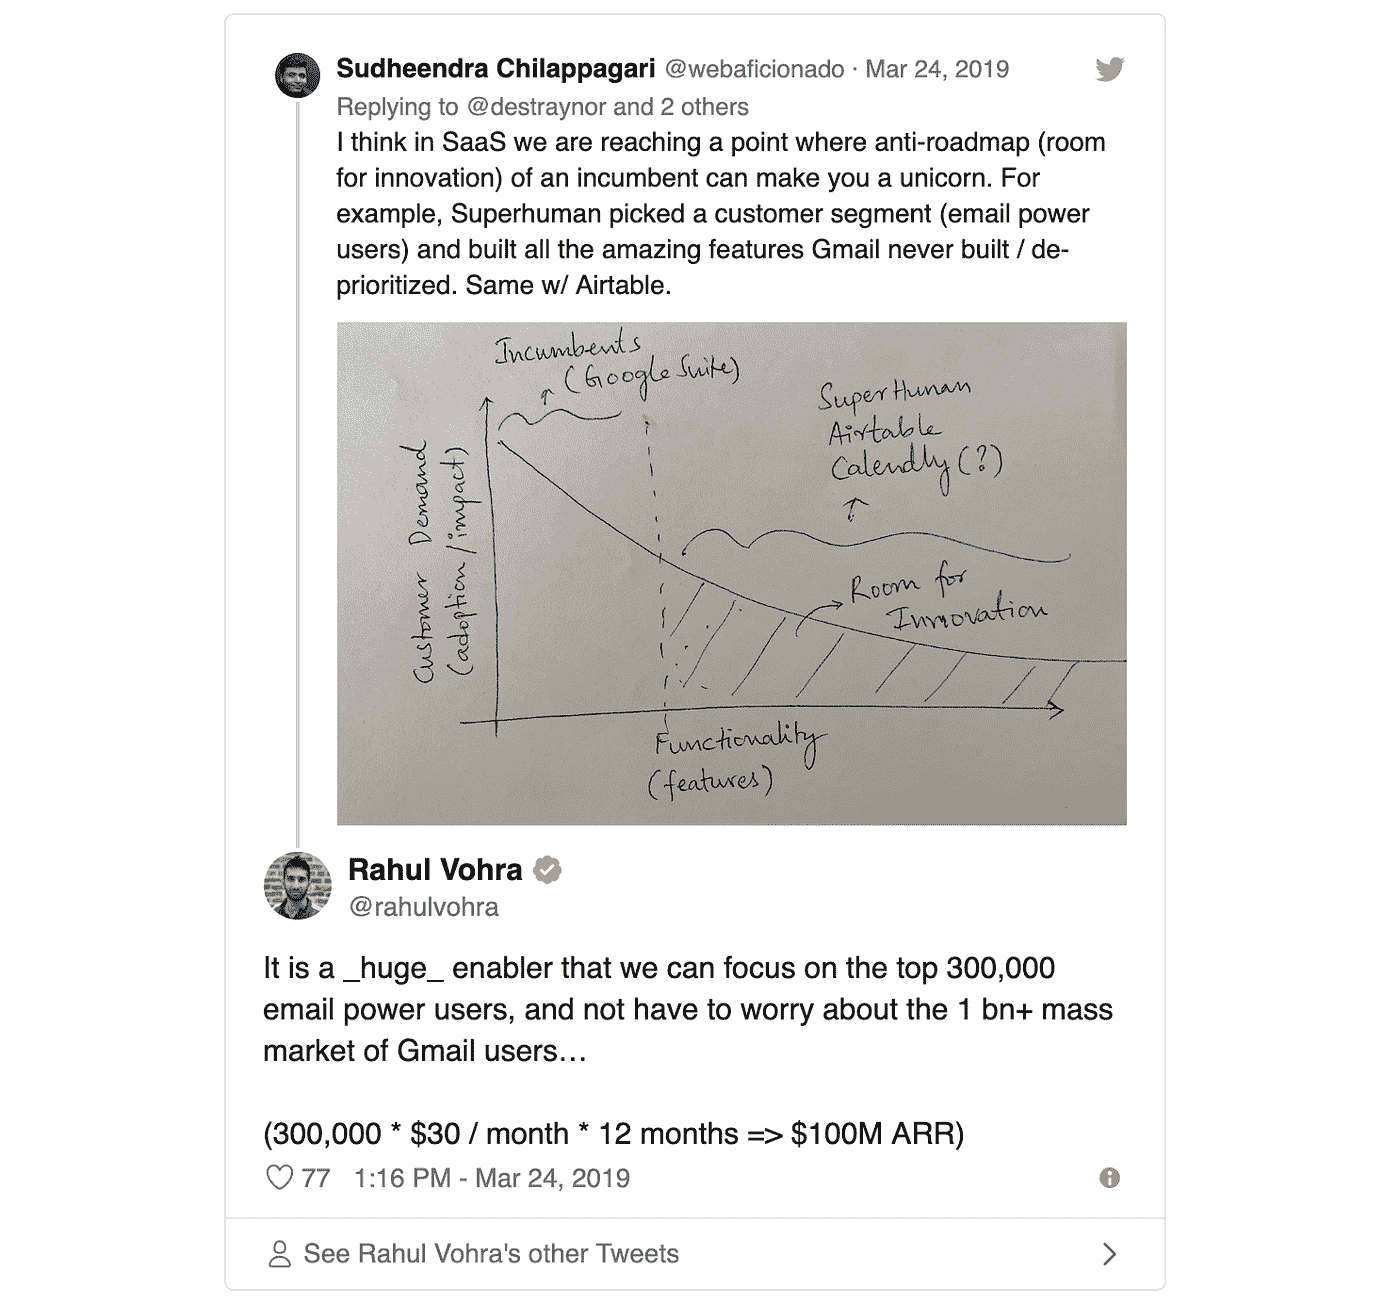 Sudheendra Chilappagari @webaficionado · Mar 24, 2019
Replying to @destraynor and 2 others
I think in SaaS we are reaching a point where anti-roadmap (room
for innovation) of an incumbent can make you a unicorn. For
example, Superhuman picked a customer segment (email power
users) and built all the amazing features Gmail never built / de-
prioritized. Same w/ Airtable.
Incumbents
(Google Suite)
SuperHuman
Airtable
Calendly (?)
Customer Demand
(adoption/impact)
Room for
Innovation
Functionality
(features)
Rahul Vohra
@rahulvohra
It is a _huge_ enabler that we can focus on the top 300,000
email power users, and not have to worry about the 1 bn+ mass
market of Gmail users…
(300,000 * $30 / month * 12 months => $100M ARR)
77 1:16 PM - Mar 24, 2019
See Rahul Vohra's other Tweets